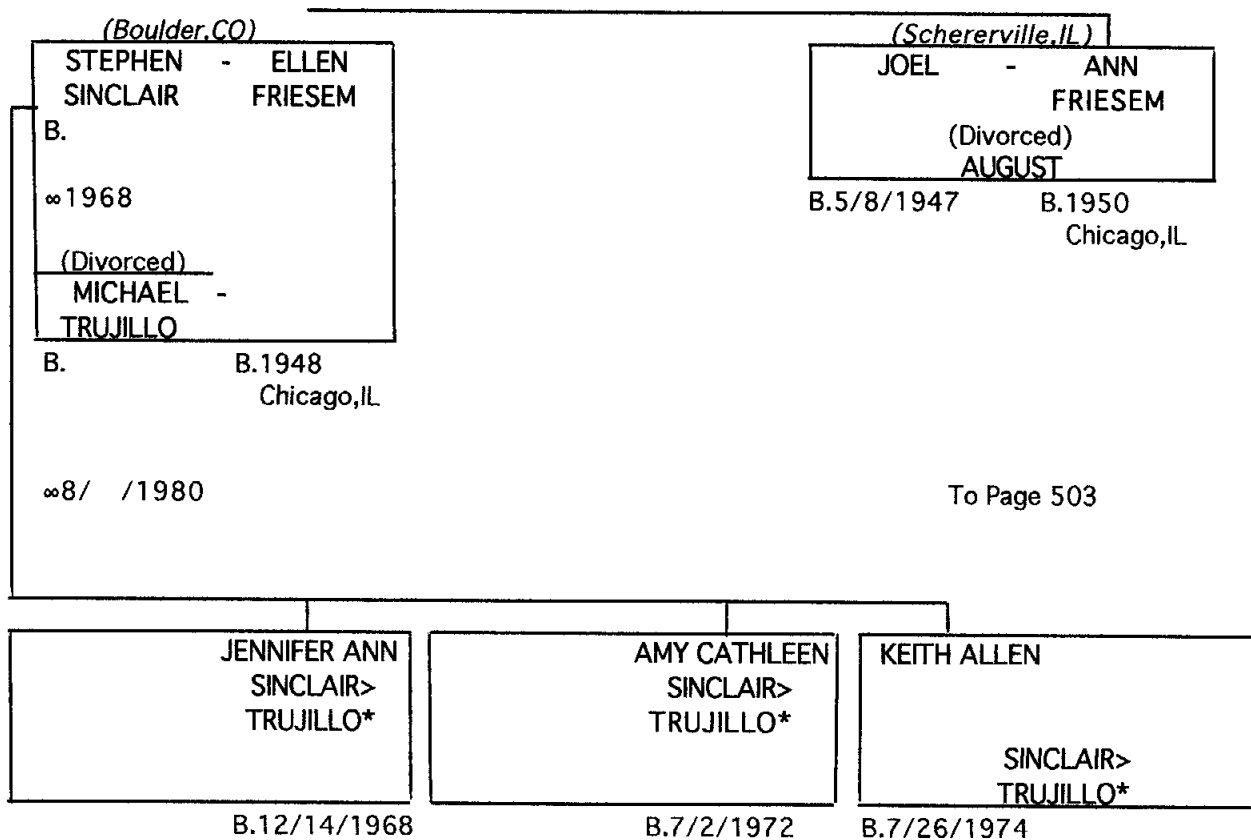 (Boulder,CO)
STEPHEN - ELLEN
SINCLAIR FRIESEM
B.
∞1968
(Divorced)
MICHAEL -
TRUJILLO
B. B.1948
Chicago,IL
∞8/ /1980
(Schererville,IL)
JOEL - ANN
FRIESEM
(Divorced)
AUGUST
B.5/8/1947 B.1950
Chicago,IL
To Page 503
JENNIFER ANN
SINCLAIR>
TRUJILLO*
B.12/14/1968
AMY CATHLEEN
SINCLAIR>
TRUJILLO*
B.7/2/1972
KEITH ALLEN
SINCLAIR>
TRUJILLO*
B.7/26/1974